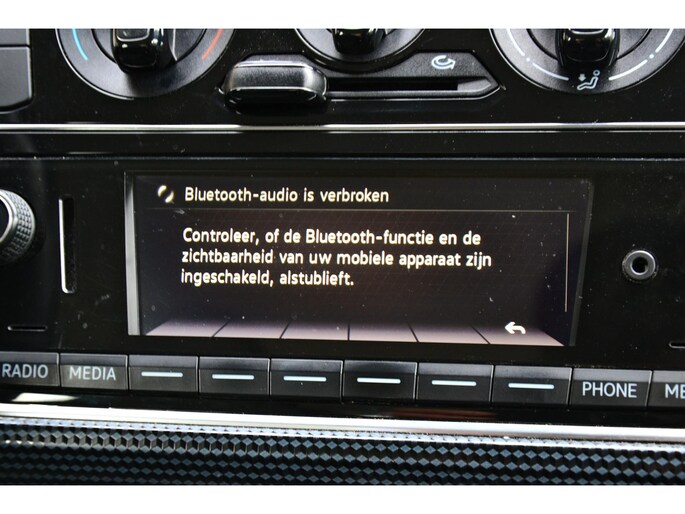 Bluetooth-audio is verbroken
Controleer, of de Bluetooth-functie en de
zichtbaarheid van uw mobiele apparaat zijn
ingeschakeld, alstublieft.
RADIO MEDIA PHONE ME